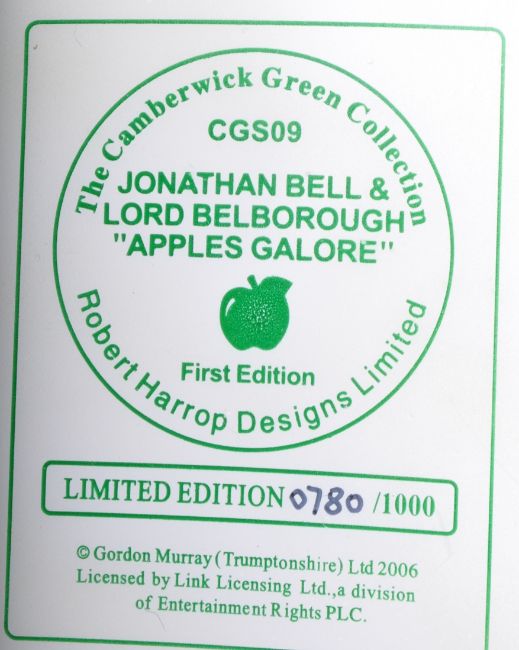 The Camberwick Green Collection
CGS09
JONATHAN BELL &
LORD BELBOROUGH
"APPLES GALORE"
First Edition
Robert Harrop Designs Limited
LIMITED EDITION 0780 /1000
© Gordon Murray (Trumptonshire) Ltd 2006
Licensed by Link Licensing Ltd.,a division
of Entertainment Rights PLC.